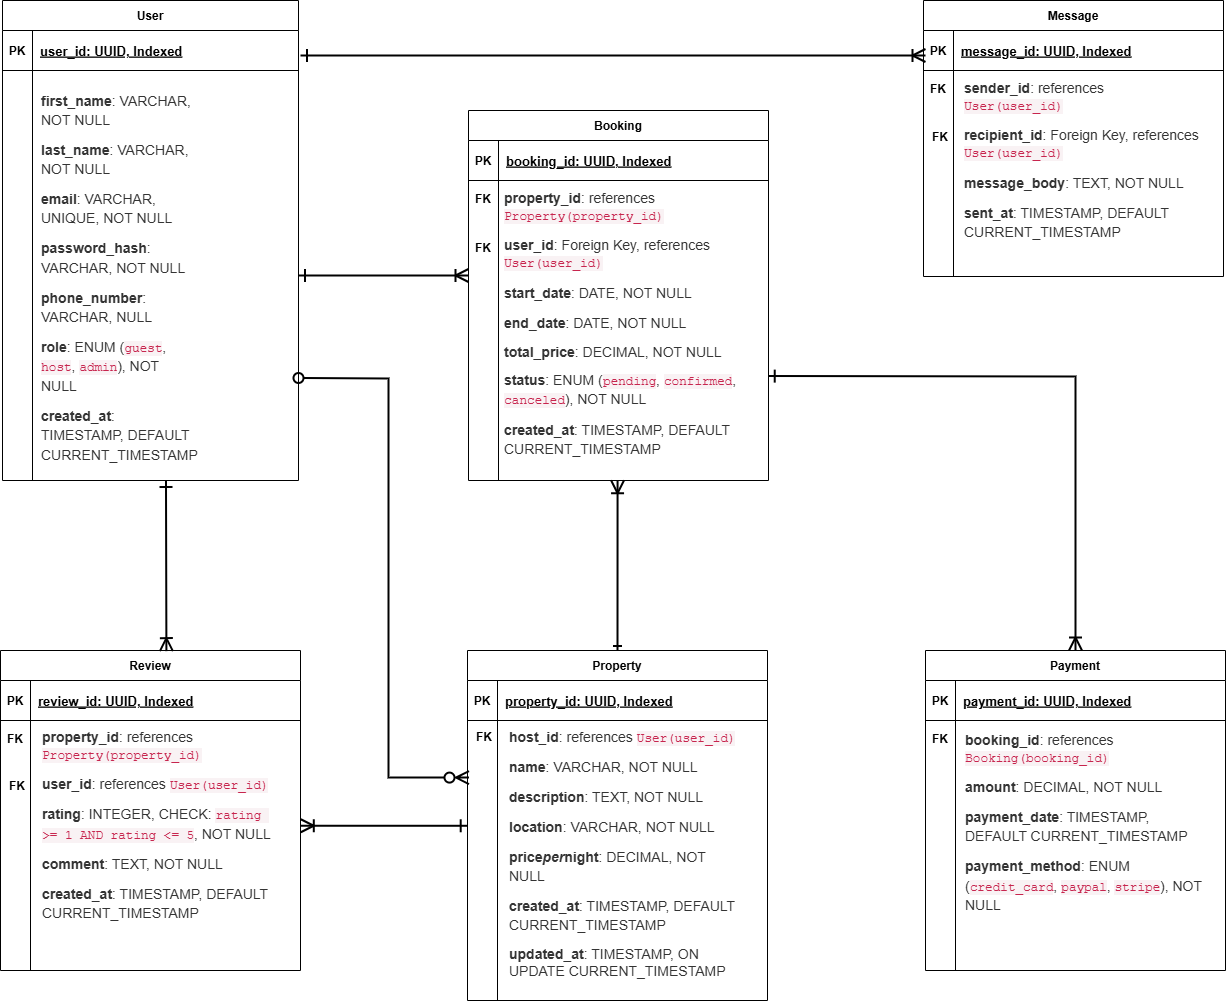 User
PK user_id: UUID, Indexed
first_name: VARCHAR,
NOT NULL
last_name: VARCHAR,
NOT NULL
email: VARCHAR,
UNIQUE, NOT NULL
password_hash:
VARCHAR, NOT NULL
phone_number:
VARCHAR, NULL
role: ENUM (guest,
host, admin), NOT
NULL
created_at:
TIMESTAMP, DEFAULT
CURRENT_TIMESTAMP
Booking
PK booking_id: UUID, Indexed
FK property_id: references
Property(property_id)
FK user_id: Foreign Key, references
User(user_id)
start_date: DATE, NOT NULL
end_date: DATE, NOT NULL
total_price: DECIMAL, NOT NULL
status: ENUM (pending, confirmed,
canceled), NOT NULL
created_at: TIMESTAMP, DEFAULT
CURRENT_TIMESTAMP
Message
PK message_id: UUID, Indexed
FK sender_id: references
User(user_id)
FK recipient_id: Foreign Key, references
User(user_id)
message_body: TEXT, NOT NULL
sent_at: TIMESTAMP, DEFAULT
CURRENT_TIMESTAMP
Review
PK review_id: UUID, Indexed
FK property_id: references
Property(property_id)
FK user_id: references User(user_id)
rating: INTEGER, CHECK: rating
>= 1 AND rating <= 5, NOT NULL
comment: TEXT, NOT NULL
created_at: TIMESTAMP, DEFAULT
CURRENT_TIMESTAMP
Property
PK property_id: UUID, Indexed
FK host_id: references User(user_id)
name: VARCHAR, NOT NULL
description: TEXT, NOT NULL
location: VARCHAR, NOT NULL
pricepernight: DECIMAL, NOT
NULL
created_at: TIMESTAMP, DEFAULT
CURRENT_TIMESTAMP
updated_at: TIMESTAMP, ON
UPDATE CURRENT_TIMESTAMP
Payment
PK payment_id: UUID, Indexed
FK booking_id: references
Booking(booking_id)
amount: DECIMAL, NOT NULL
payment_date: TIMESTAMP,
DEFAULT CURRENT_TIMESTAMP
payment_method: ENUM
(credit_card, paypal, stripe), NOT
NULL